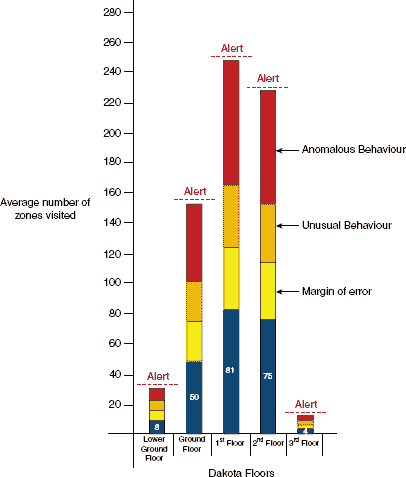 280
260
240
220
200
180
160
140
120
100
80
60
40
20
Average number of
zones visited
Alert
Alert
Alert
Alert
Alert
Anomalous Behaviour
Unusual Behaviour
Margin of error
8
50
81
75
4
Lower
Ground
Floor
Ground
Floor
1st Floor
2nd Floor
3rd Floor
Dakota Floors